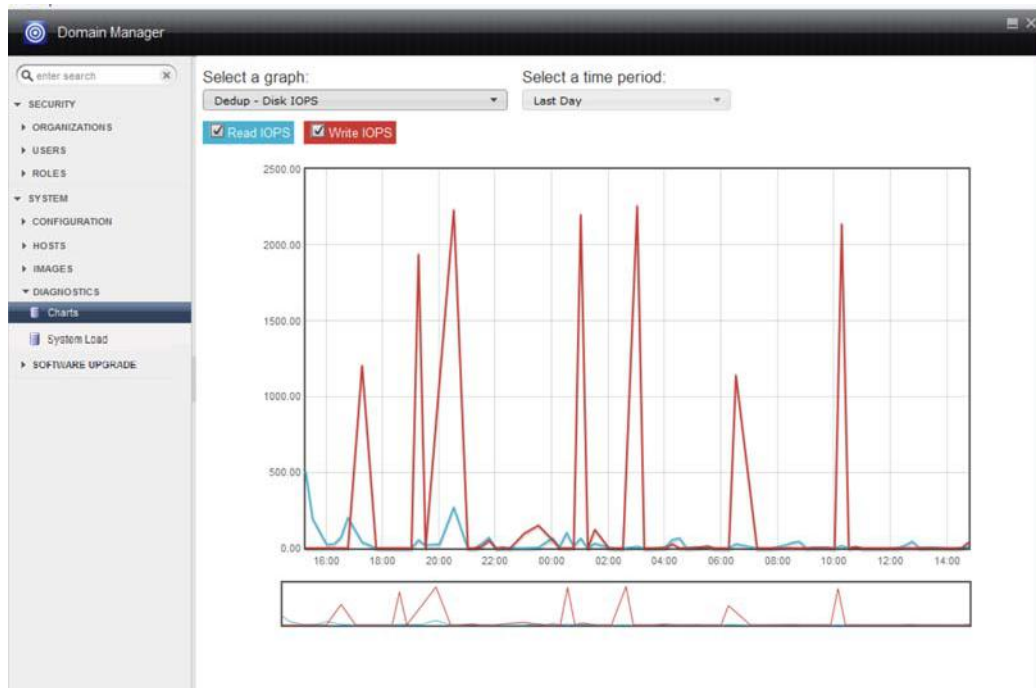 Domain Manager
enter search
SECURITY
ORGANIZATIONS
USERS
ROLES
SYSTEM
CONFIGURATION
HOSTS
IMAGES
DIAGNOSTICS
Charts
System Load
SOFTWARE UPGRADE
Select a graph: Select a time period:
Dedup - Disk IOPS Last Day
Read IOPS Write IOPS
2500.00
2000.00
1500.00
1000.00
500.00
0.00
16:00 18:00 20:00 22:00 00:00 02:00 04:00 06:00 08:00 10:00 12:00 14:00